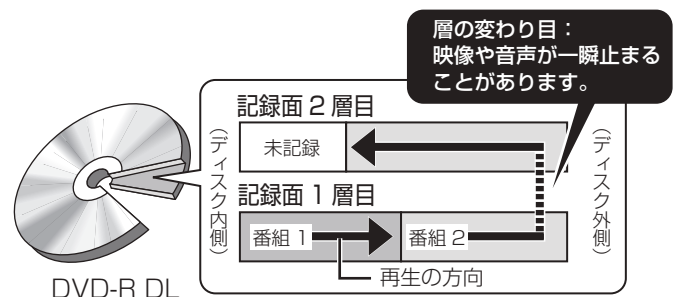 層の変わり目：
映像や音声が一瞬止まる
ことがあります。
記録面 2 層目
（ディスク内側）
未記録
（ディスク外側）
記録面 1 層目
番組 1
番組 2
再生の方向
DVD-R DL